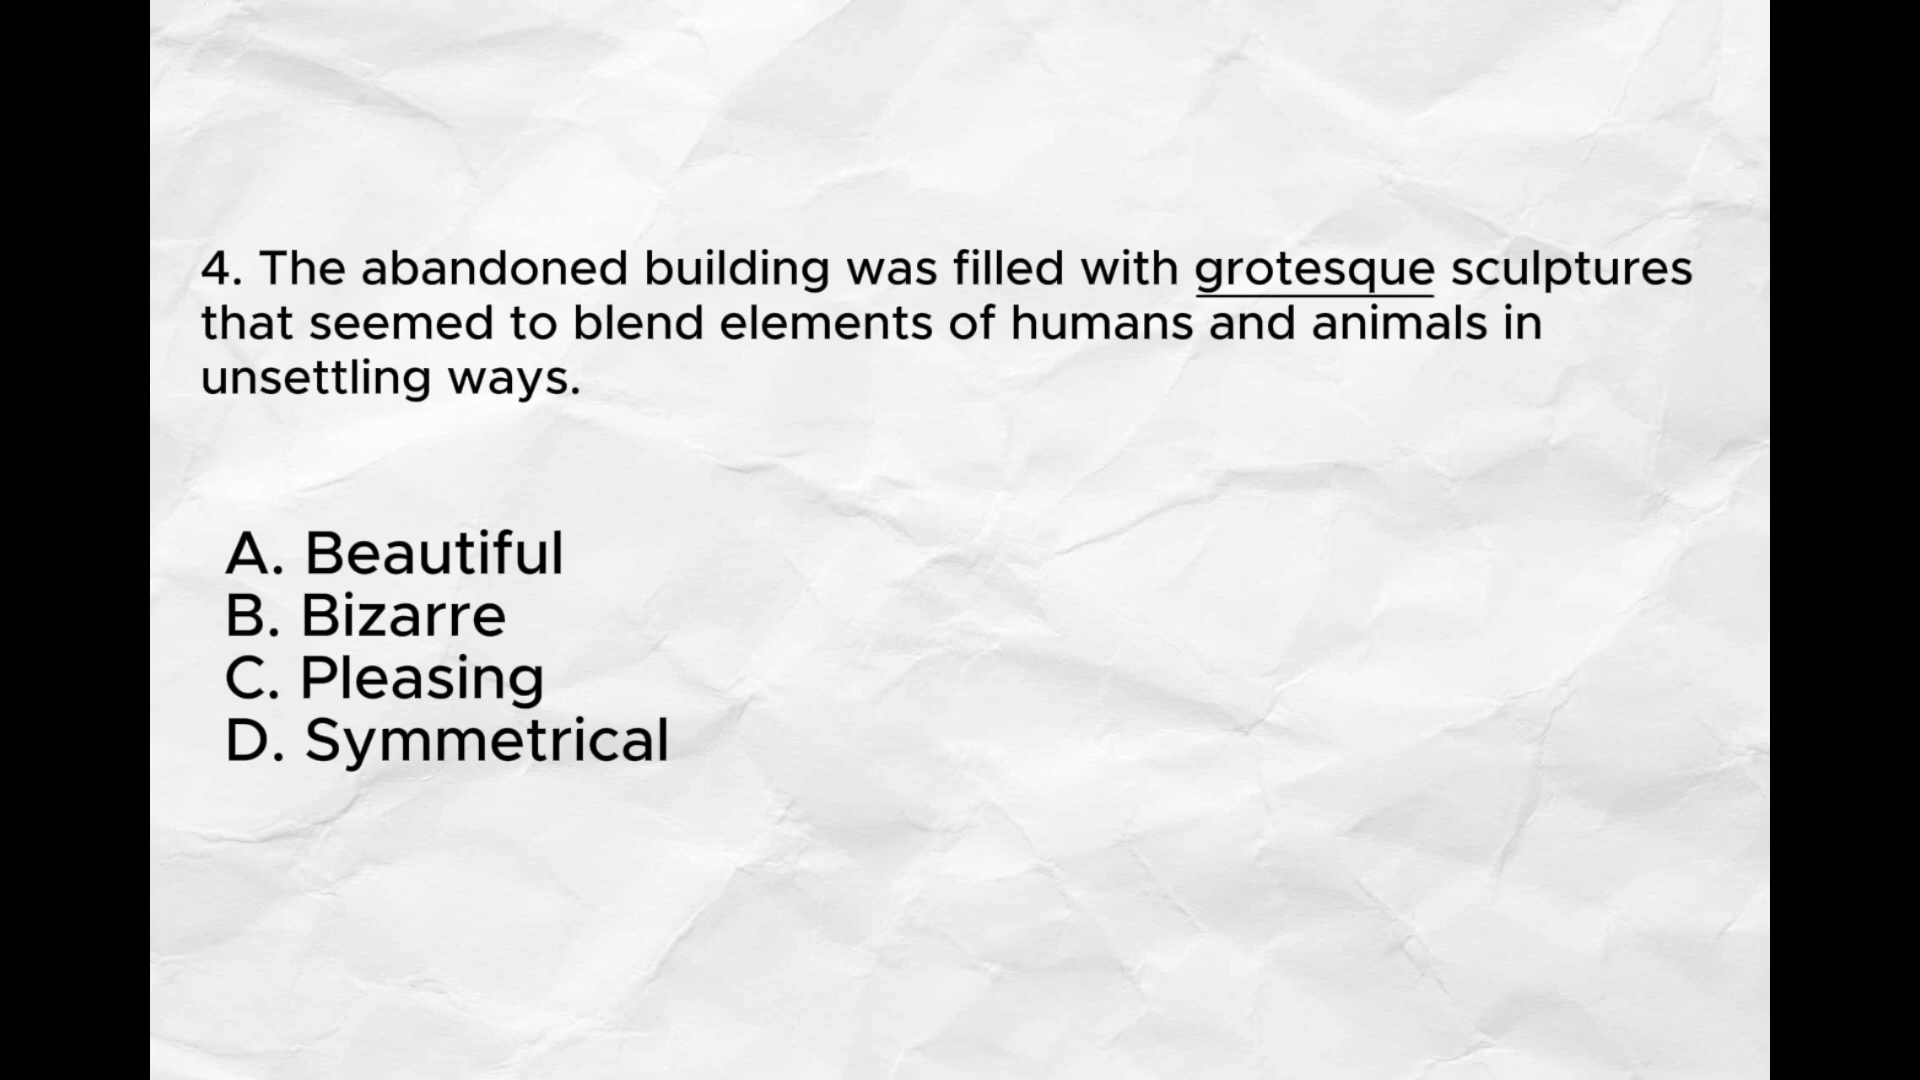 4. The abandoned building was filled with grotesque sculptures
that seemed to blend elements of humans and animals in
unsettling ways.
A. Beautiful
B. Bizarre
C. Pleasing
D. Symmetrical